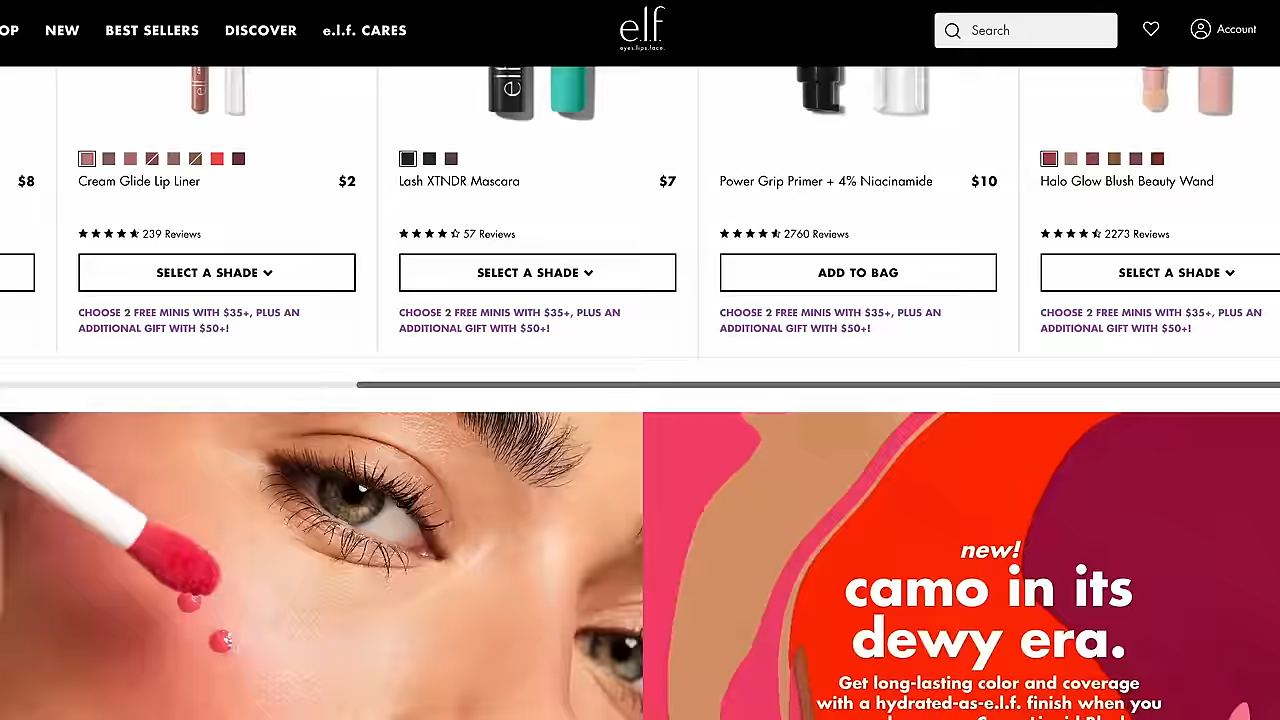 OP NEW BEST SELLERS DISCOVER e.l.f. CARES
e.l.f.
eyes.lips.face.
Search
Account
elf
elf
$8
Cream Glide Lip Liner $2
Lash XTNDR Mascara $7
Power Grip Primer + 4% Niacinamide $10
Halo Glow Blush Beauty Wand
239 Reviews
57 Reviews
2760 Reviews
2273 Reviews
SELECT A SHADE
SELECT A SHADE
ADD TO BAG
SELECT A SHADE
CHOOSE 2 FREE MINIS WITH $35+, PLUS AN
ADDITIONAL GIFT WITH $50+!
CHOOSE 2 FREE MINIS WITH $35+, PLUS AN
ADDITIONAL GIFT WITH $50+!
CHOOSE 2 FREE MINIS WITH $35+, PLUS AN
ADDITIONAL GIFT WITH $50+!
CHOOSE 2 FREE MINIS WITH $35+, PLUS AN
ADDITIONAL GIFT WITH $50+!
new!
camo in its
dewy era.
Get long-lasting color and coverage
with a hydrated-as-e.l.f. finish when you